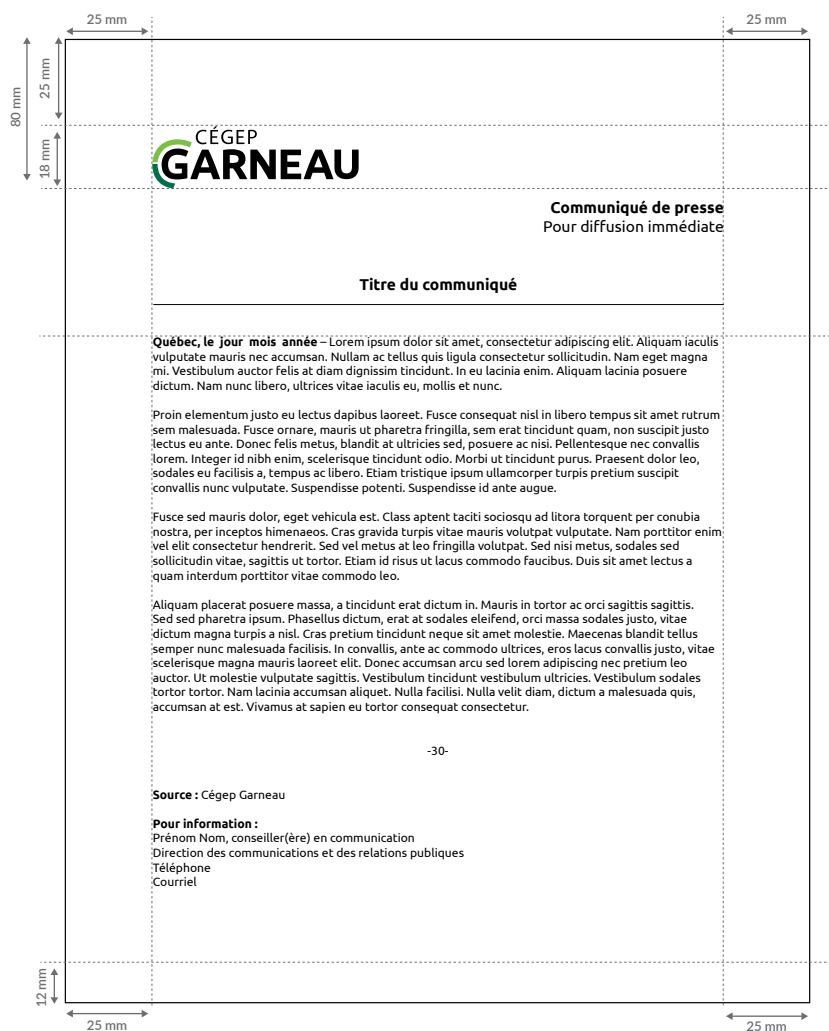 25 mm
25 mm
25 mm
80 mm
18 mm
CÉGEP
GARNEAU
Communiqué de presse
Pour diffusion immédiate
Titre du communiqué
Québec, le jour mois année – Lorem ipsum dolor sit amet, consectetur adipiscing elit. Aliquam iaculis
vulputate mauris nec accumsan. Nullam ac tellus quis ligula consectetur sollicitudin. Nam eget magna
mi. Vestibulum auctor felis at diam dignissim tincidunt. In eu lacinia enim. Aliquam lacinia posuere
dictum. Nam nunc libero, ultrices vitae iaculis eu, mollis et nunc.
Proin elementum justo eu lectus dapibus laoreet. Fusce consequat nisl in libero tempus sit amet rutrum
sem malesuada. Fusce ornare, mauris ut pharetra fringilla, sem erat tincidunt quam, non suscipit justo
lectus eu ante. Donec felis metus, blandit at ultricies sed, posuere ac nisi. Pellentesque nec convallis
lorem. Integer id nibh enim, scelerisque tincidunt odio. Morbi ut tincidunt purus. Praesent dolor leo,
sodales eu facilisis a, tempus ac libero. Etiam tristique ipsum ullamcorper turpis pretium suscipit
convallis nunc vulputate. Suspendisse potenti. Suspendisse id ante augue.
Fusce sed mauris dolor, eget vehicula est. Class aptent taciti sociosqu ad litora torquent per conubia
nostra, per inceptos himenaeos. Cras gravida turpis vitae mauris volutpat vulputate. Nam porttitor enim
vel elit consectetur hendrerit. Sed vel metus at leo fringilla volutpat. Sed nisi metus, sodales sed
sollicitudin vitae, sagittis ut tortor. Etiam id risus ut lacus commodo faucibus. Duis sit amet lectus a
quam interdum porttitor vitae commodo leo.
Aliquam placerat posuere massa, a tincidunt erat dictum in. Mauris in tortor ac orci sagittis sagittis.
Sed sed pharetra ipsum. Phasellus dictum, erat at sodales eleifend, orci massa sodales justo, vitae
dictum magna turpis a nisl. Cras pretium tincidunt neque sit amet molestie. Maecenas blandit tellus
semper nunc malesuada facilisis. In convallis, ante ac commodo ultrices, eros lacus convallis justo, vitae
scelerisque magna mauris laoreet elit. Donec accumsan arcu sed lorem adipiscing nec pretium leo
auctor. Ut molestie vulputate sagittis. Vestibulum tincidunt vestibulum ultricies. Vestibulum sodales
tortor tortor. Nam lacinia accumsan aliquet. Nulla facilisi. Nulla velit diam, dictum a malesuada quis,
accumsan at est. Vivamus at sapien eu tortor consequat consectetur.
-30-
Source : Cégep Garneau
Pour information :
Prénom Nom, conseiller(ère) en communication
Direction des communications et des relations publiques
Téléphone
Courriel
12 mm
25 mm
25 mm